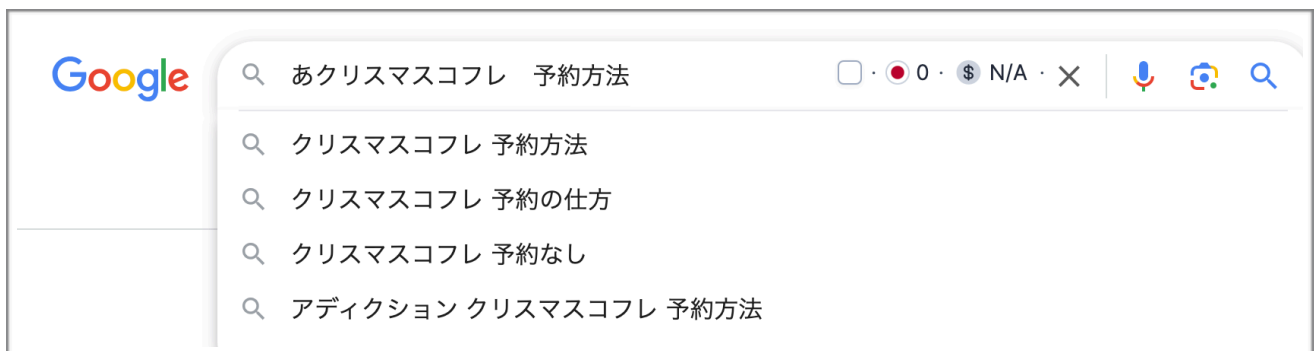 Google あクリスマスコフレ　予約方法 · 0 · $ N/A ·
クリスマスコフレ 予約方法
クリスマスコフレ 予約の仕方
クリスマスコフレ 予約なし
アディクション クリスマスコフレ 予約方法